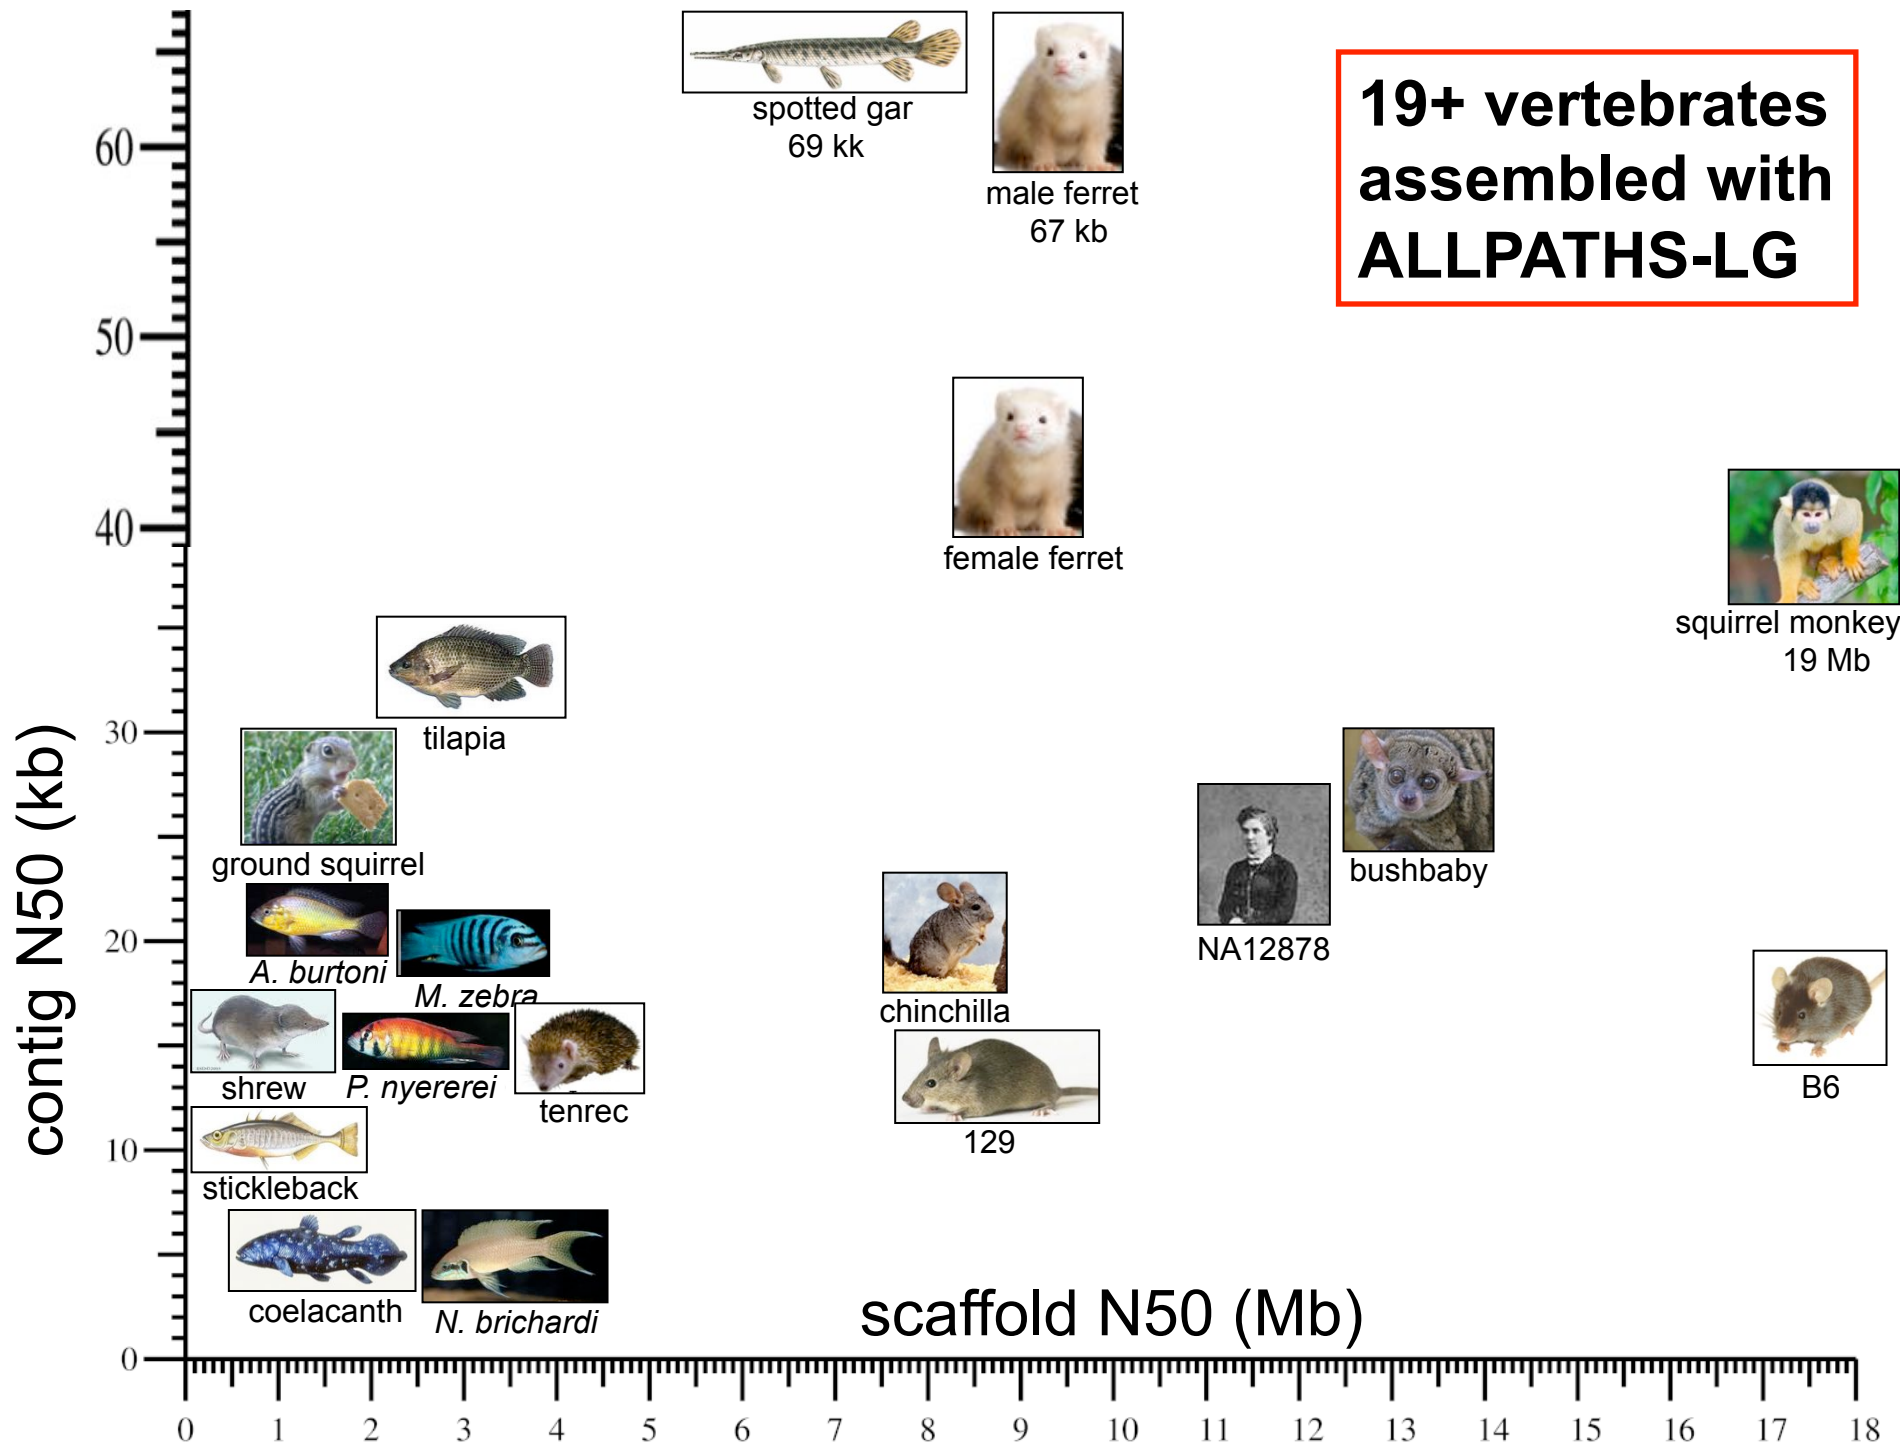 19+ vertebrates
assembled with
ALLPATHS-LG
spotted gar
69 kk
male ferret
67 kb
female ferret
squirrel monkey
19 Mb
tilapia
ground squirrel
bushbaby
NA12878
A. burtoni
M. zebra
chinchilla
shrew
P. nyererei
tenrec
B6
129
stickleback
coelacanth
N. brichardi
contig N50 (kb)
60
50
40
30
20
10
0
scaffold N50 (Mb)
0 1 2 3 4 5 6 7 8 9 10 11 12 13 14 15 16 17 18